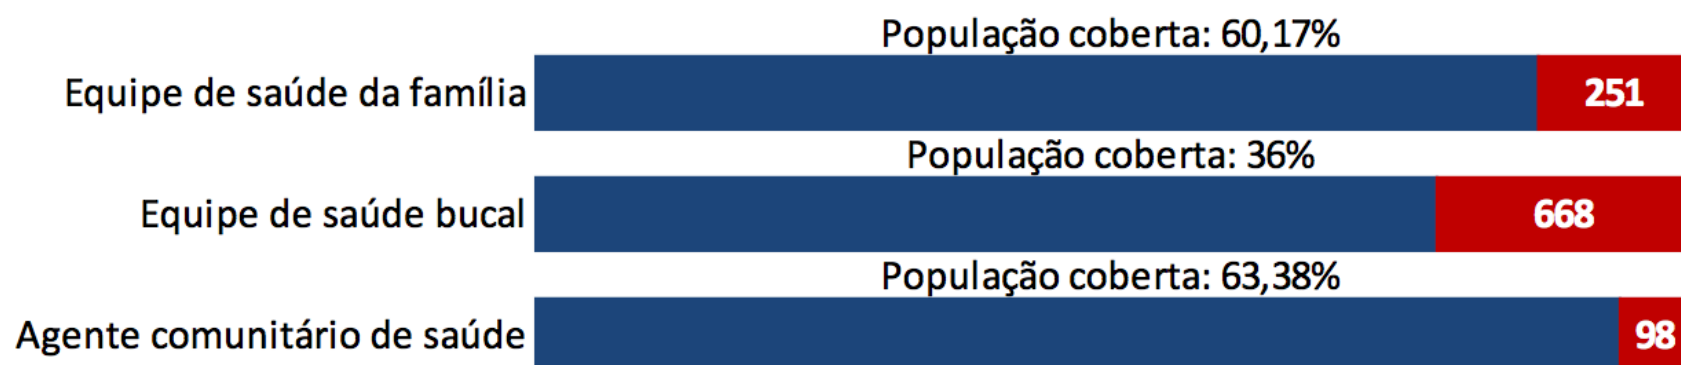 População coberta: 60,17%
Equipe de saúde da família 251
População coberta: 36%
Equipe de saúde bucal 668
População coberta: 63,38%
Agente comunitário de saúde 98